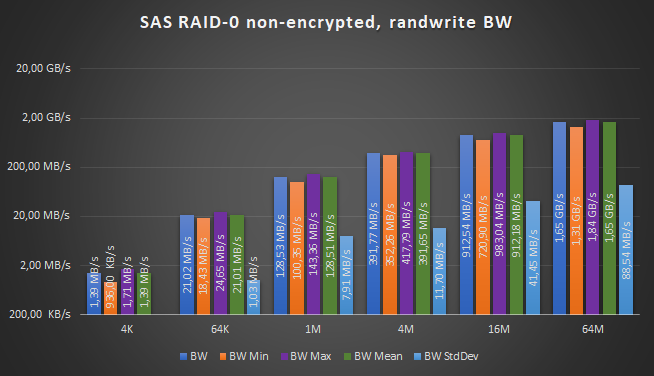 SAS RAID-0 non-encrypted, randwrite BW
20,00 GB/s
2,00 GB/s
200,00 MB/s
20,00 MB/s
2,00 MB/s
200,00 KB/s
1,39 MB/s
936,00 KB/s
1,71 MB/s
1,39 MB/s
21,02 MB/s
18,43 MB/s
24,65 MB/s
21,01 MB/s
1,03 MB/s
128,53 MB/s
100,35 MB/s
143,36 MB/s
128,51 MB/s
7,91 MB/s
391,77 MB/s
352,26 MB/s
417,79 MB/s
391,65 MB/s
11,70 MB/s
912,54 MB/s
720,90 MB/s
983,04 MB/s
912,18 MB/s
41,45 MB/s
1,65 GB/s
1,31 GB/s
1,84 GB/s
1,65 GB/s
88,54 MB/s
4K 64K 1M 4M 16M 64M
BW BW Min BW Max BW Mean BW StdDev